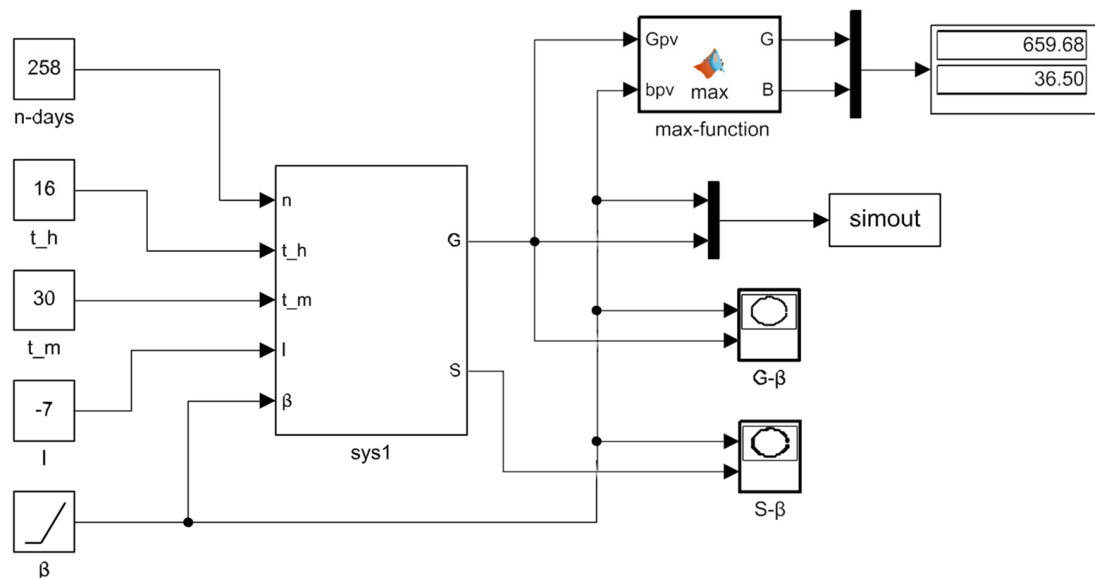 258
n-days
16
t_h
30
t_m
-7
l
β
n
t_h
t_m
l
β
G
S
sys1
Gpv
bpv
max
G
B
max-function
659.68
36.50
simout
G-β
S-β